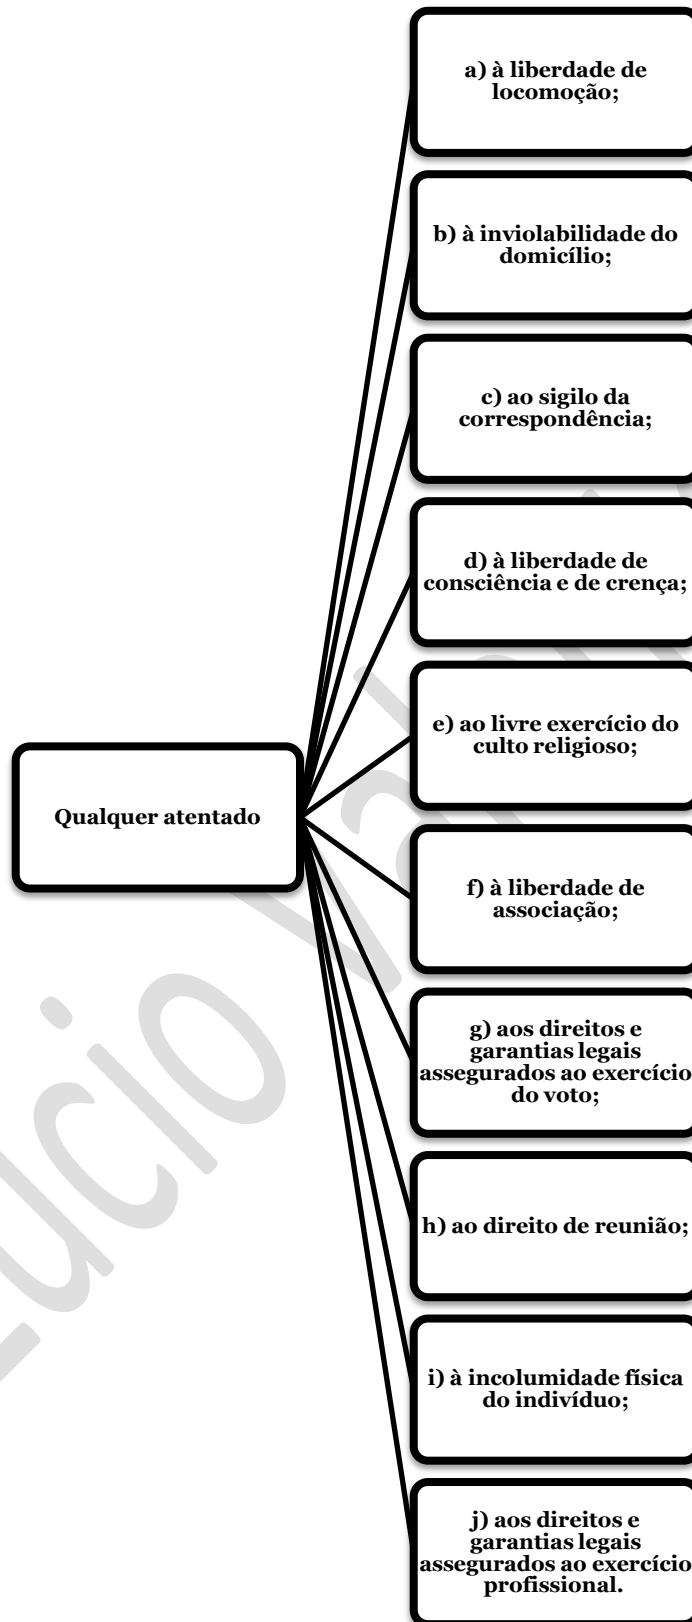 a) à liberdade de
locomoção;
b) à inviolabilidade do
domicílio;
c) ao sigilo da
correspondência;
d) à liberdade de
consciência e de crença;
e) ao livre exercício do
culto religioso;
Qualquer atentado
f) à liberdade de
associação;
g) aos direitos e
garantias legais
assegurados ao exercício
do voto;
h) ao direito de reunião;
i) à incolumidade física
do indivíduo;
j) aos direitos e
garantias legais
assegurados ao exercício
profissional.